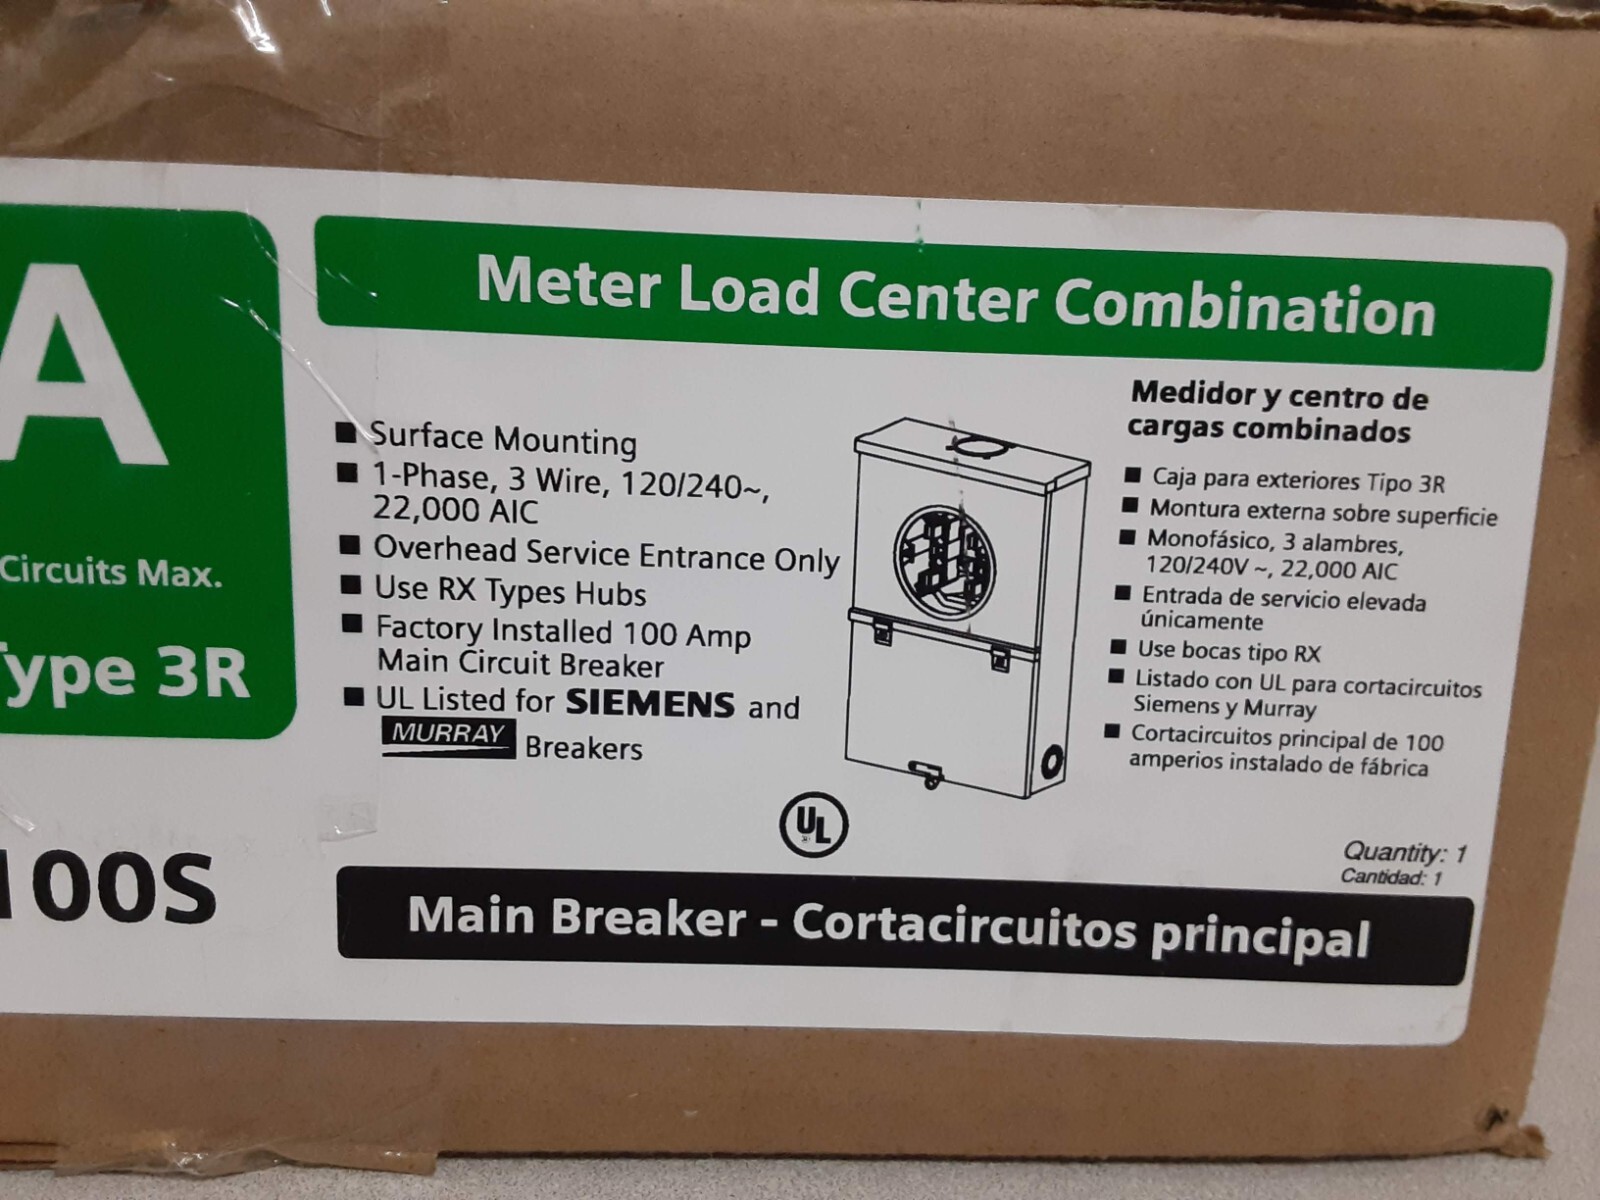 A
Circuits Max.
Type 3R
100S
Meter Load Center Combination
■ Surface Mounting
■ 1-Phase, 3 Wire, 120/240~,
22,000 AIC
■ Overhead Service Entrance Only
■ Use RX Types Hubs
■ Factory Installed 100 Amp
Main Circuit Breaker
■ UL Listed for SIEMENS and
MURRAY Breakers
Medidor y centro de
cargas combinados
■ Caja para exteriores Tipo 3R
■ Montura externa sobre superficie
■ Monofásico, 3 alambres,
120/240V ~, 22,000 AIC
■ Entrada de servicio elevada
únicamente
■ Use bocas tipo RX
■ Listado con UL para cortacircuitos
Siemens y Murray
■ Cortacircuitos principal de 100
amperios instalado de fábrica
UL
Quantity: 1
Cantidad: 1
Main Breaker - Cortacircuitos principal